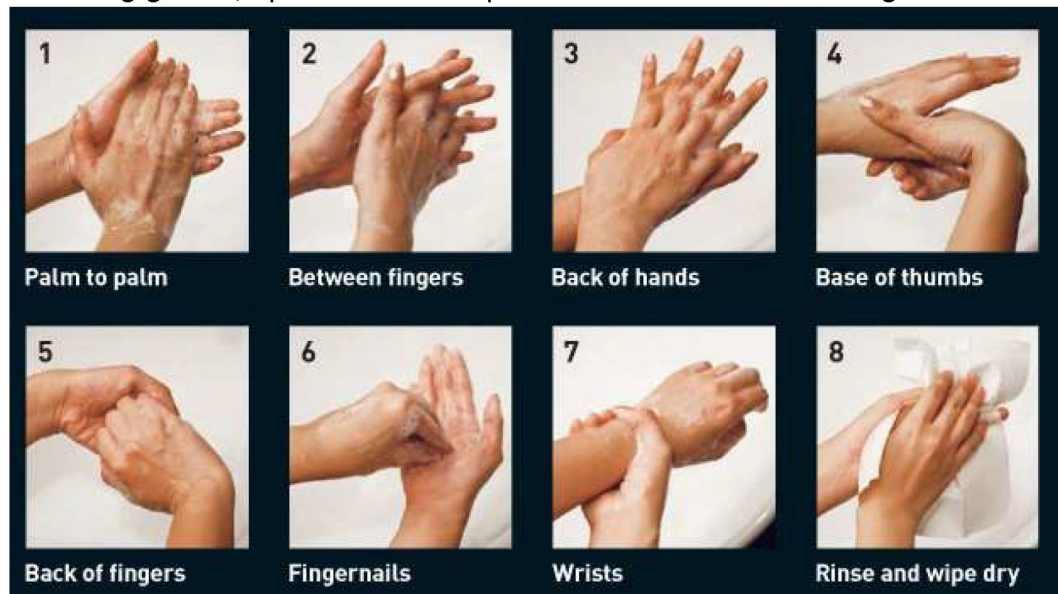 1
2
3
4
Palm to palm
Between fingers
Back of hands
Base of thumbs
5
6
7
8
Back of fingers
Fingernails
Wrists
Rinse and wipe dry